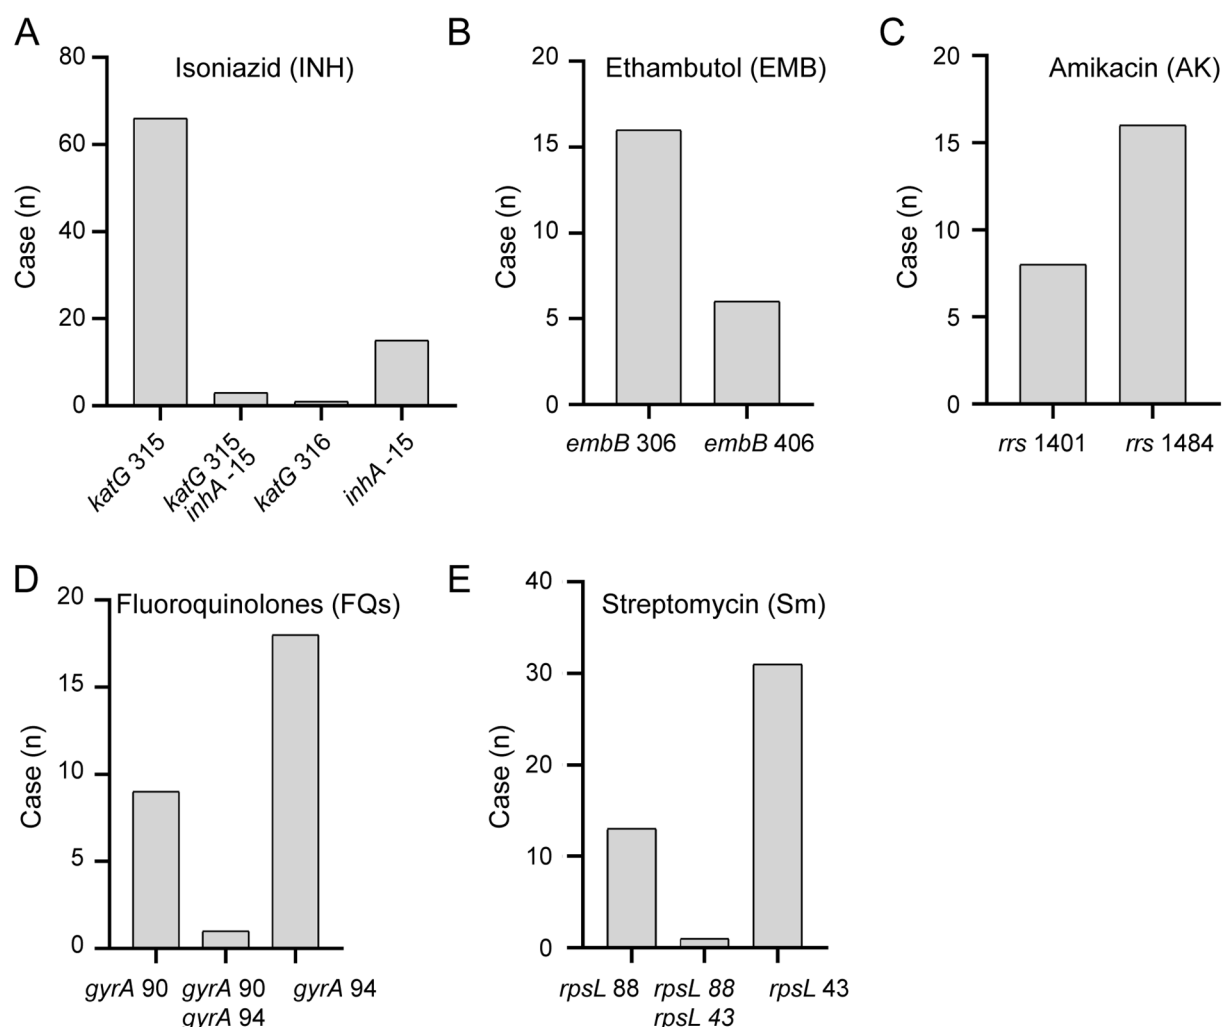 A
Isoniazid (INH)
Case (n)
80
60
40
20
0
katG 315
katG 315
inhA -15
katG 316
inhA -15
B
Ethambutol (EMB)
Case (n)
20
15
10
5
0
embB 306
embB 406
C
Amikacin (AK)
Case (n)
20
15
10
5
0
rrs 1401
rrs 1484
D
Fluoroquinolones (FQs)
Case (n)
20
15
10
5
0
gyrA 90
gyrA 90
gyrA 94
gyrA 94
E
Streptomycin (Sm)
Case (n)
40
30
20
10
0
rpsL 88
rpsL 88
rpsL 43
rpsL 43